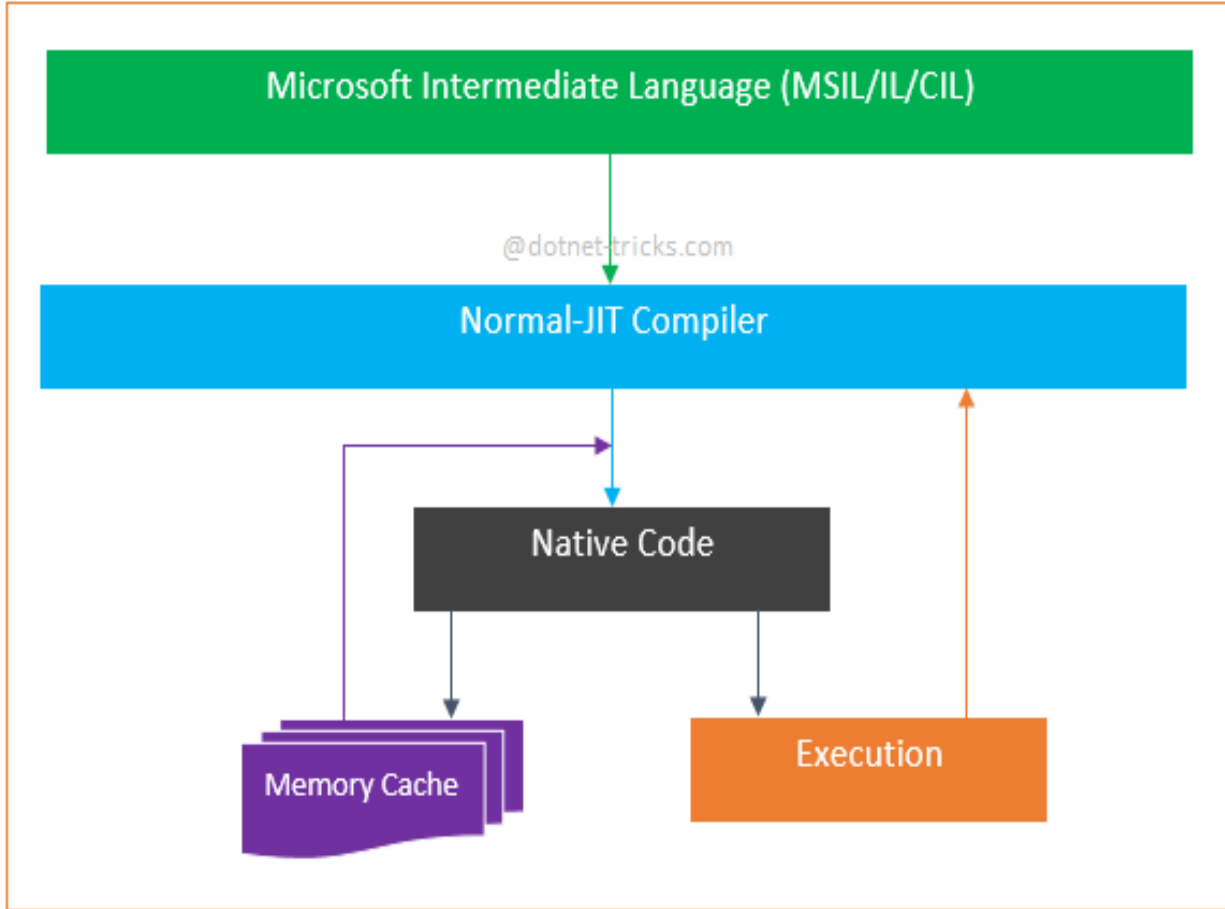 Microsoft Intermediate Language (MSIL/IL/CIL)
@dotnet-tricks.com
Normal-JIT Compiler
Native Code
Memory Cache
Execution